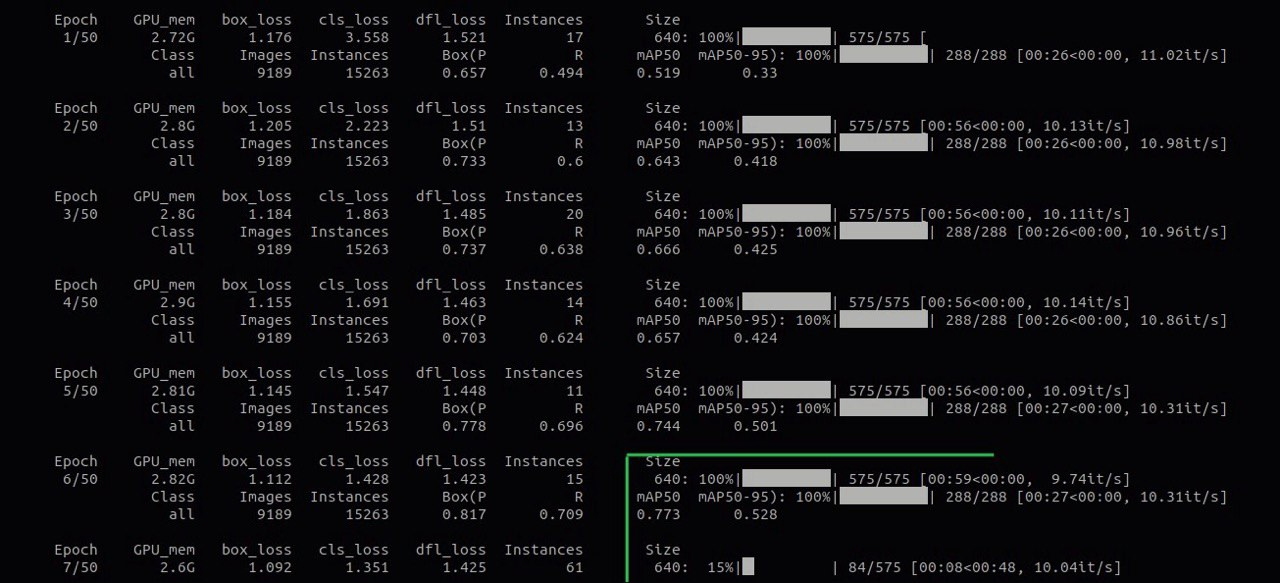 Epoch GPU_mem box_loss cls_loss dfl_loss Instances Size
1/50 2.72G 1.176 3.558 1.521 17 640: 100%|██████████| 575/575 [
Class Images Instances Box(P R mAP50 mAP50-95): 100%|██████████| 288/288 [00:26<00:00, 11.02it/s]
all 9189 15263 0.657 0.494 0.519 0.33
Epoch GPU_mem box_loss cls_loss dfl_loss Instances Size
2/50 2.8G 1.205 2.223 1.51 13 640: 100%|██████████| 575/575 [00:56<00:00, 10.13it/s]
Class Images Instances Box(P R mAP50 mAP50-95): 100%|██████████| 288/288 [00:26<00:00, 10.98it/s]
all 9189 15263 0.733 0.6 0.643 0.418
Epoch GPU_mem box_loss cls_loss dfl_loss Instances Size
3/50 2.8G 1.184 1.863 1.485 20 640: 100%|██████████| 575/575 [00:56<00:00, 10.11it/s]
Class Images Instances Box(P R mAP50 mAP50-95): 100%|██████████| 288/288 [00:26<00:00, 10.96it/s]
all 9189 15263 0.737 0.638 0.666 0.425
Epoch GPU_mem box_loss cls_loss dfl_loss Instances Size
4/50 2.9G 1.155 1.691 1.463 14 640: 100%|██████████| 575/575 [00:56<00:00, 10.14it/s]
Class Images Instances Box(P R mAP50 mAP50-95): 100%|██████████| 288/288 [00:26<00:00, 10.86it/s]
all 9189 15263 0.703 0.624 0.657 0.424
Epoch GPU_mem box_loss cls_loss dfl_loss Instances Size
5/50 2.81G 1.145 1.547 1.448 11 640: 100%|██████████| 575/575 [00:56<00:00, 10.09it/s]
Class Images Instances Box(P R mAP50 mAP50-95): 100%|██████████| 288/288 [00:27<00:00, 10.31it/s]
all 9189 15263 0.778 0.696 0.744 0.501
Epoch GPU_mem box_loss cls_loss dfl_loss Instances Size
6/50 2.82G 1.112 1.428 1.423 15 640: 100%|██████████| 575/575 [00:59<00:00, 9.74it/s]
Class Images Instances Box(P R mAP50 mAP50-95): 100%|██████████| 288/288 [00:27<00:00, 10.31it/s]
all 9189 15263 0.817 0.709 0.773 0.528
Epoch GPU_mem box_loss cls_loss dfl_loss Instances Size
7/50 2.6G 1.092 1.351 1.425 61 640: 15%|█ | 84/575 [00:08<00:48, 10.04it/s]